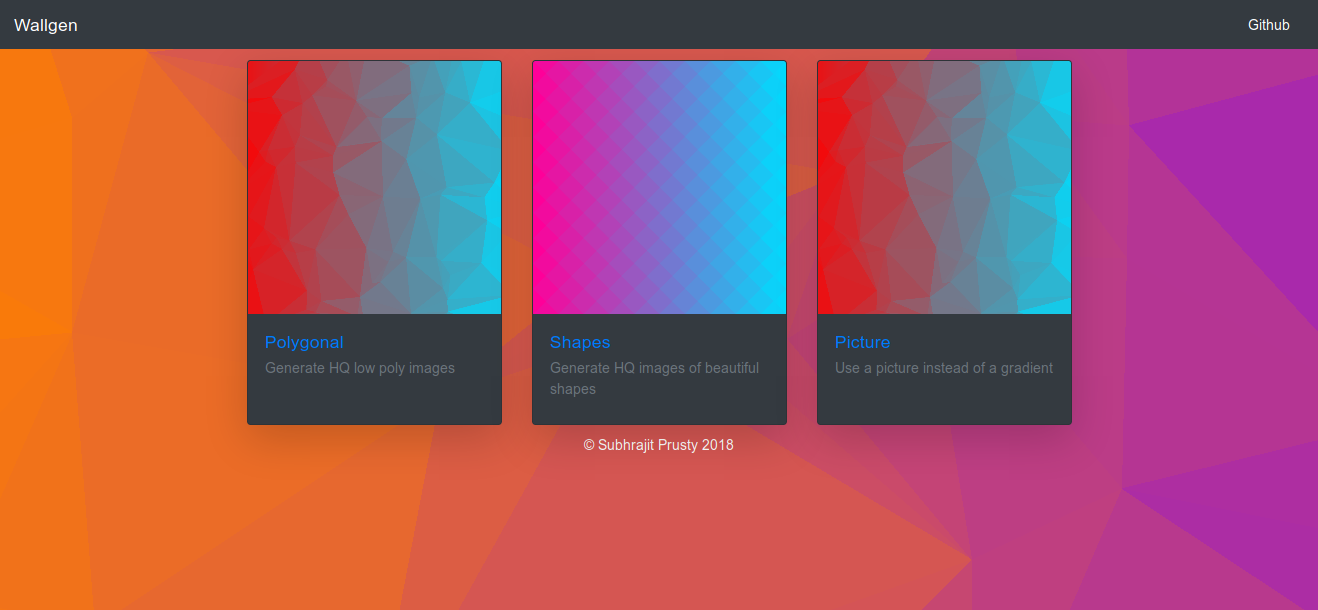 Wallgen
Github
Polygonal
Generate HQ low poly images
Shapes
Generate HQ images of beautiful
shapes
Picture
Use a picture instead of a gradient
© Subhrajit Prusty 2018